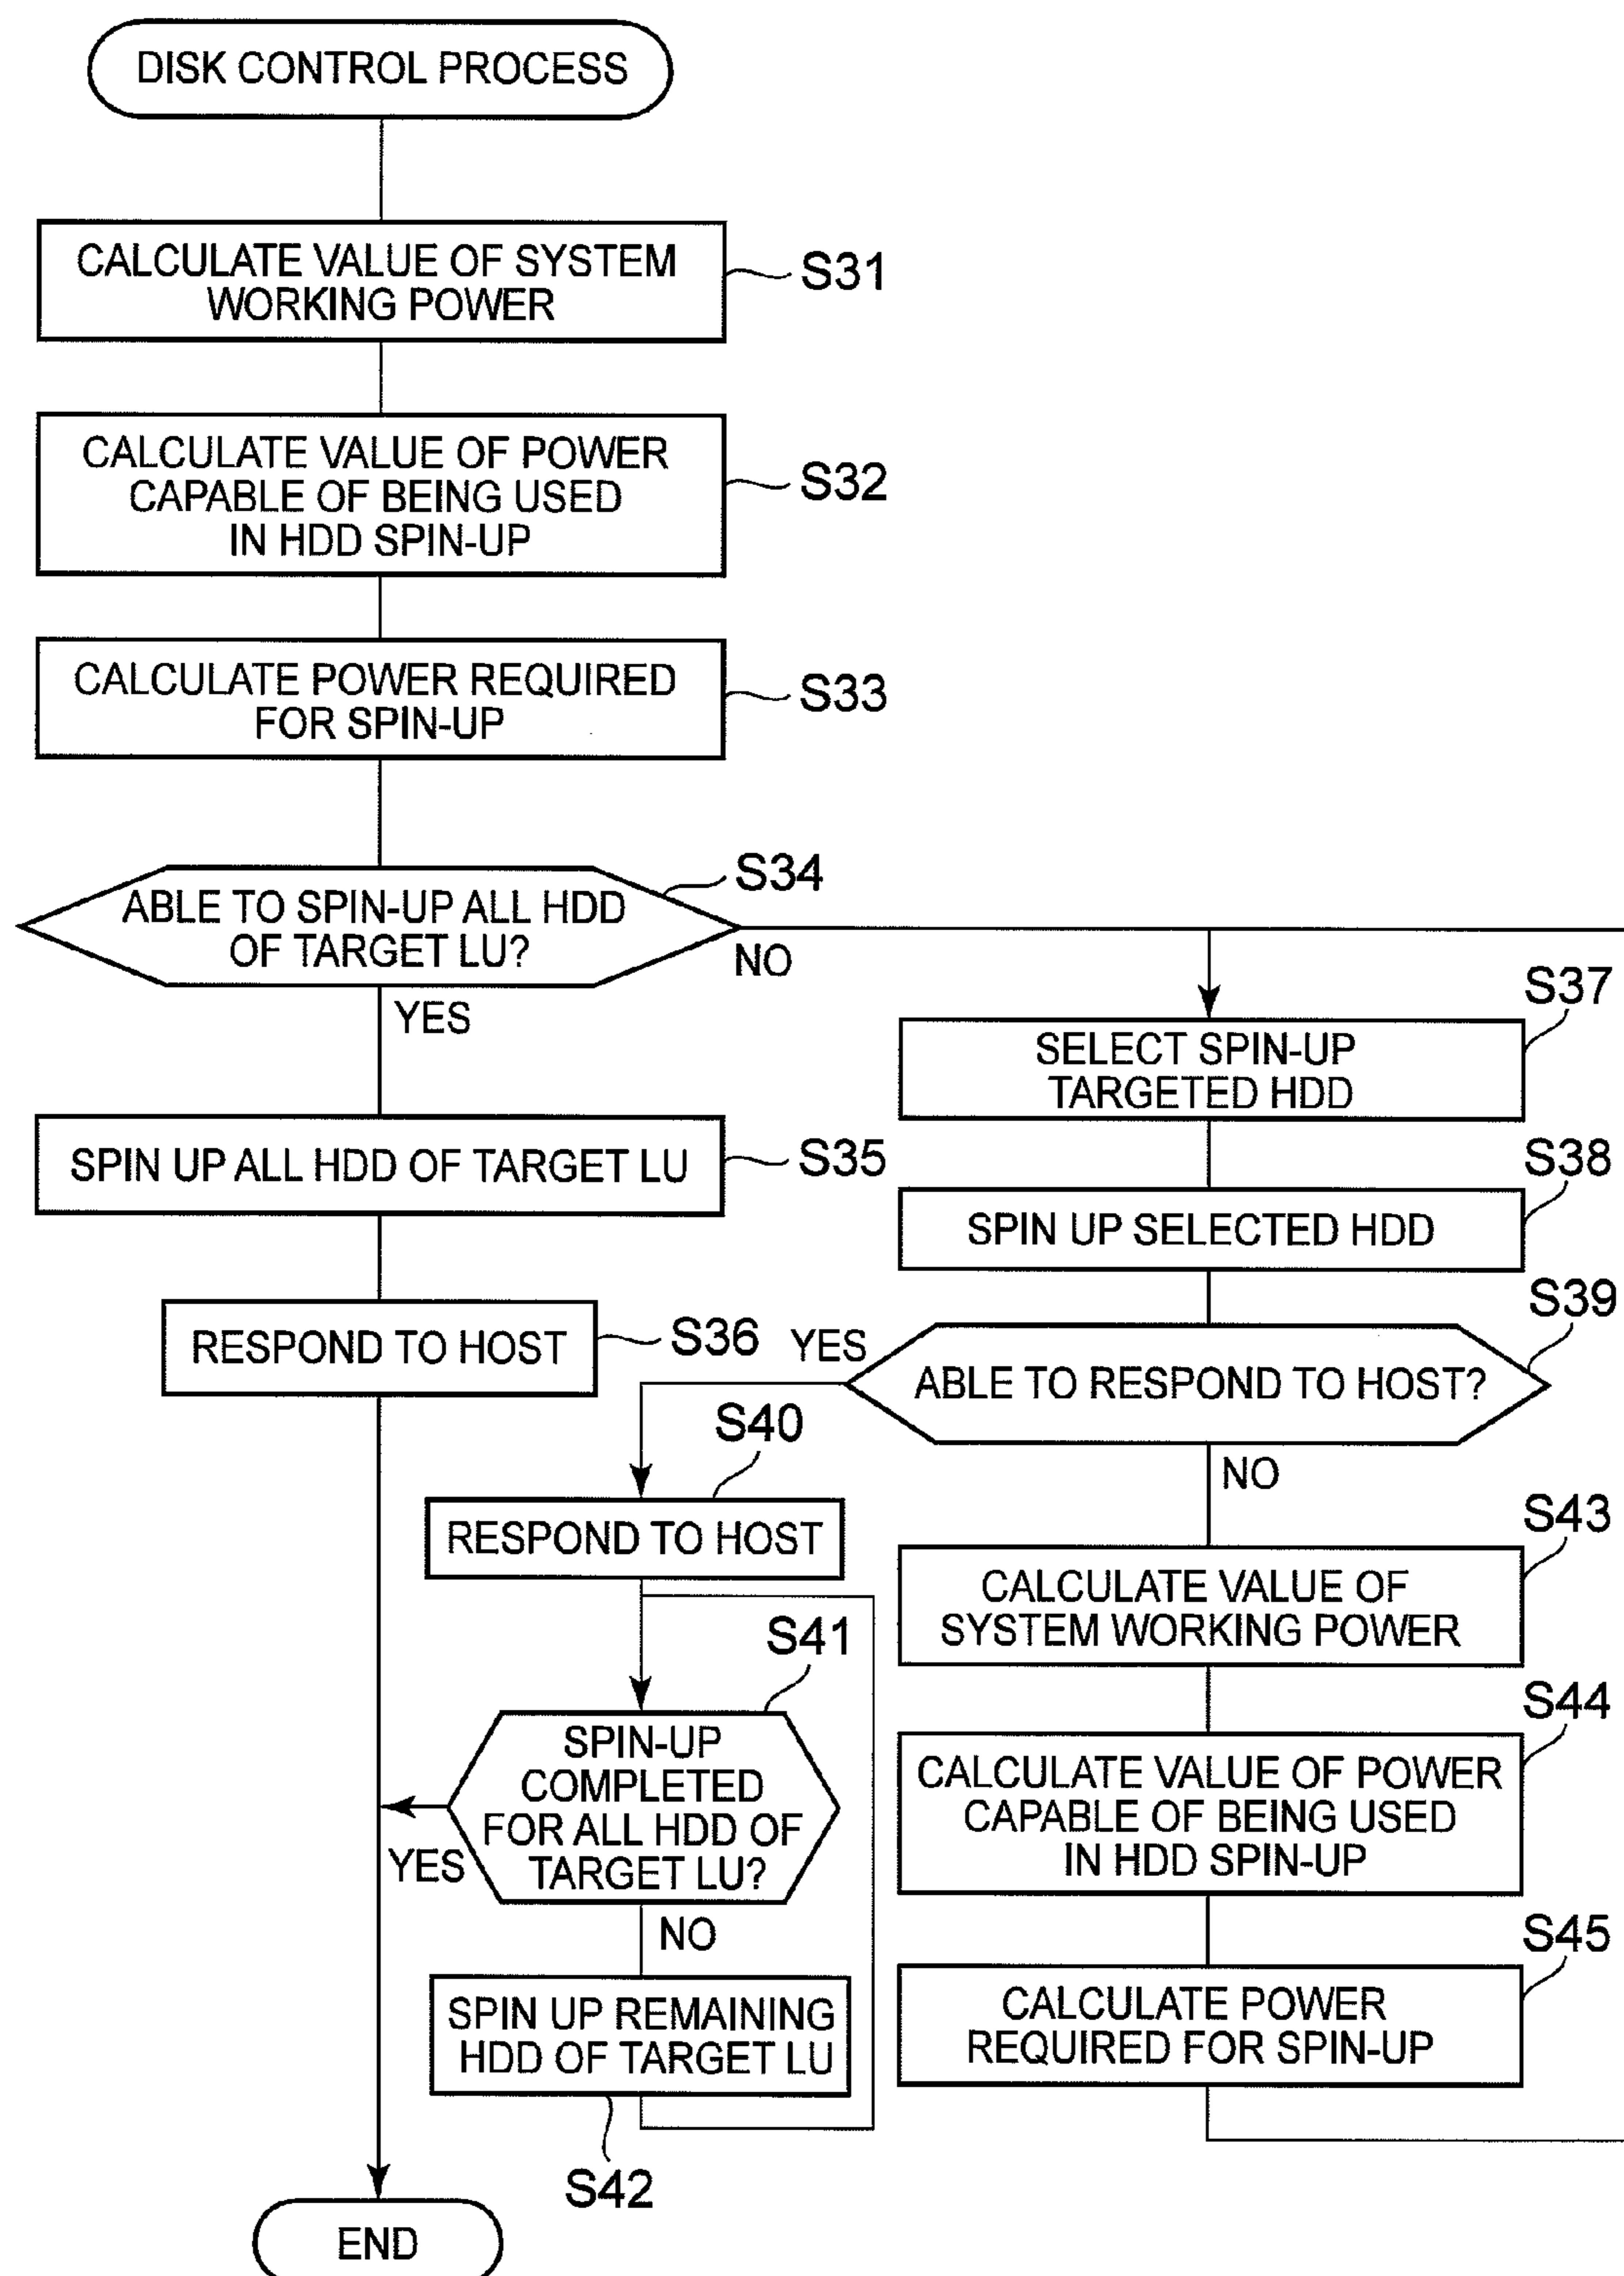 DISK CONTROL PROCESS
CALCULATE VALUE OF SYSTEM
WORKING POWER
S31
CALCULATE VALUE OF POWER
CAPABLE OF BEING USED
IN HDD SPIN-UP
S32
CALCULATE POWER REQUIRED
FOR SPIN-UP
S33
S34
ABLE TO SPIN-UP ALL HDD
OF TARGET LU?
NO
YES
SPIN UP ALL HDD OF TARGET LU
S35
RESPOND TO HOST
S36
S37
SELECT SPIN-UP
TARGETED HDD
S38
SPIN UP SELECTED HDD
S39
YES
ABLE TO RESPOND TO HOST?
NO
S40
RESPOND TO HOST
S41
SPIN-UP
COMPLETED
FOR ALL HDD OF
TARGET LU?
YES
NO
SPIN UP REMAINING
HDD OF TARGET LU
S42
S43
CALCULATE VALUE OF
SYSTEM WORKING POWER
S44
CALCULATE VALUE OF POWER
CAPABLE OF BEING USED
IN HDD SPIN-UP
S45
CALCULATE POWER
REQUIRED FOR SPIN-UP
END